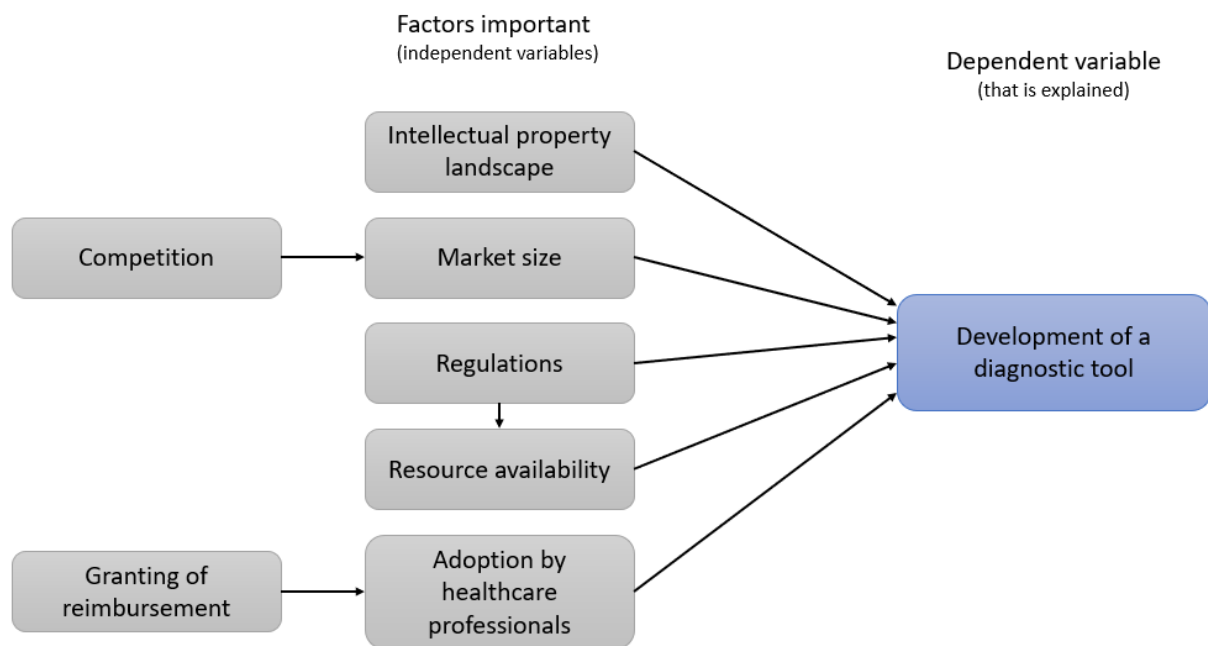 Factors important
(independent variables)
Dependent variable
(that is explained)
Intellectual property
landscape
Competition
Market size
Regulations
Development of a
diagnostic tool
Resource availability
Granting of
reimbursement
Adoption by
healthcare
professionals